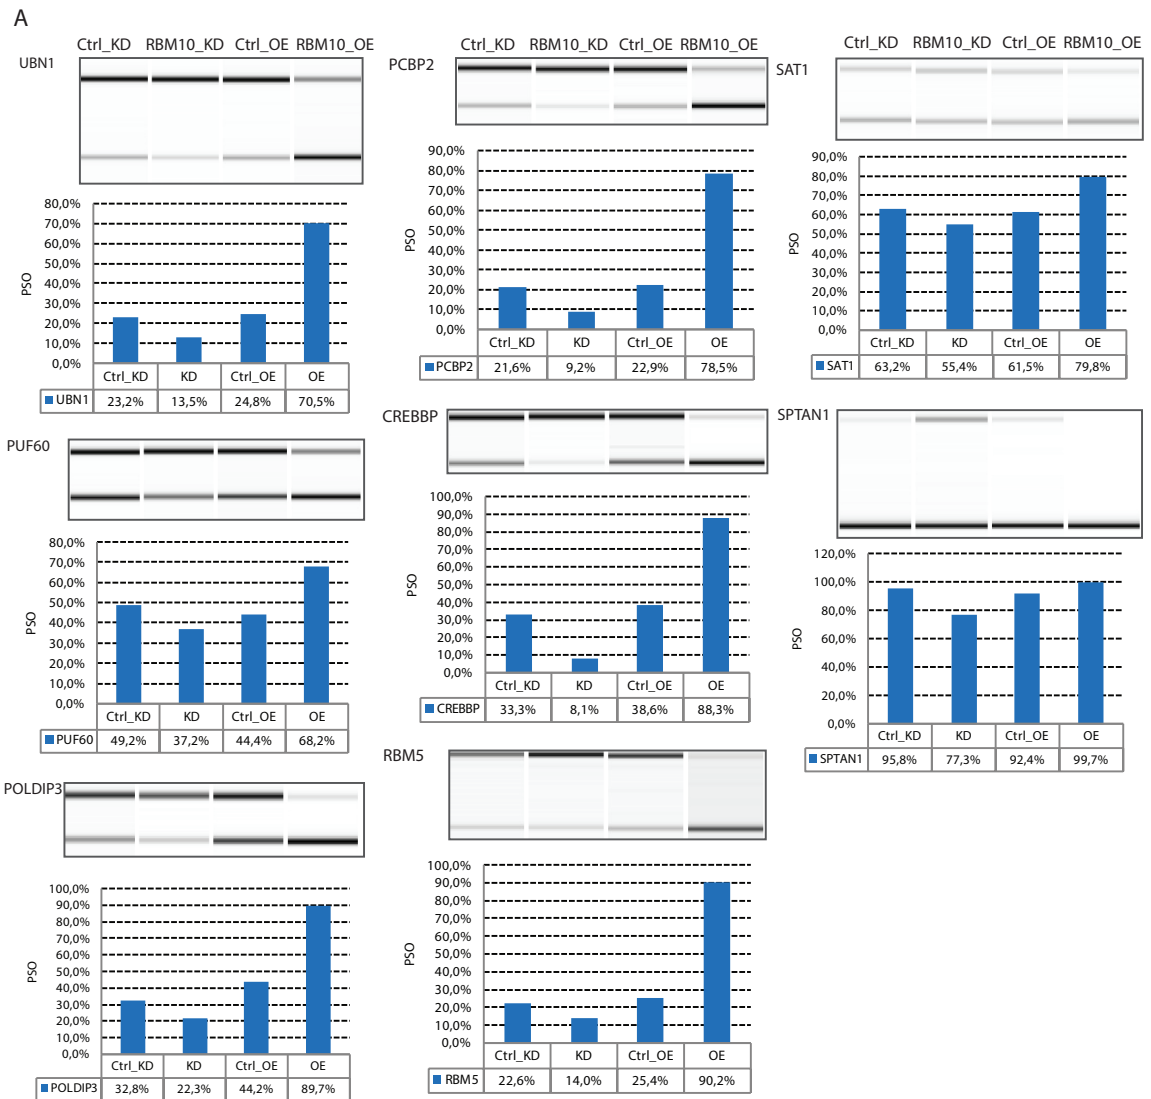 A
Ctrl_KD RBM10_KD Ctrl_OE RBM10_OE
UBN1
80,0%
70,0%
60,0%
50,0%
40,0%
30,0%
20,0%
10,0%
0,0%
PSO
Ctrl_KD KD Ctrl_OE OE
UBN1 23,2% 13,5% 24,8% 70,5%
PUF60
80,0%
70,0%
60,0%
50,0%
40,0%
30,0%
20,0%
10,0%
0,0%
PSO
Ctrl_KD KD Ctrl_OE OE
PUF60 49,2% 37,2% 44,4% 68,2%
POLDIP3
100,0%
90,0%
80,0%
70,0%
60,0%
50,0%
40,0%
30,0%
20,0%
10,0%
0,0%
PSO
Ctrl_KD KD Ctrl_OE OE
POLDIP3 32,8% 22,3% 44,2% 89,7%
Ctrl_KD RBM10_KD Ctrl_OE RBM10_OE
PCBP2
90,0%
80,0%
70,0%
60,0%
50,0%
40,0%
30,0%
20,0%
10,0%
0,0%
PSO
Ctrl_KD KD Ctrl_OE OE
PCBP2 21,6% 9,2% 22,9% 78,5%
CREBBP
100,0%
90,0%
80,0%
70,0%
60,0%
50,0%
40,0%
30,0%
20,0%
10,0%
0,0%
PSO
Ctrl_KD KD Ctrl_OE OE
CREBBP 33,3% 8,1% 38,6% 88,3%
RBM5
100,0%
90,0%
80,0%
70,0%
60,0%
50,0%
40,0%
30,0%
20,0%
10,0%
0,0%
PSO
Ctrl_KD KD Ctrl_OE OE
RBM5 22,6% 14,0% 25,4% 90,2%
Ctrl_KD RBM10_KD Ctrl_OE RBM10_OE
SAT1
90,0%
80,0%
70,0%
60,0%
50,0%
40,0%
30,0%
20,0%
10,0%
0,0%
PSO
Ctrl_KD KD Ctrl_OE OE
SAT1 63,2% 55,4% 61,5% 79,8%
SPTAN1
120,0%
100,0%
80,0%
60,0%
40,0%
20,0%
0,0%
PSO
Ctrl_KD KD Ctrl_OE OE
SPTAN1 95,8% 77,3% 92,4% 99,7%